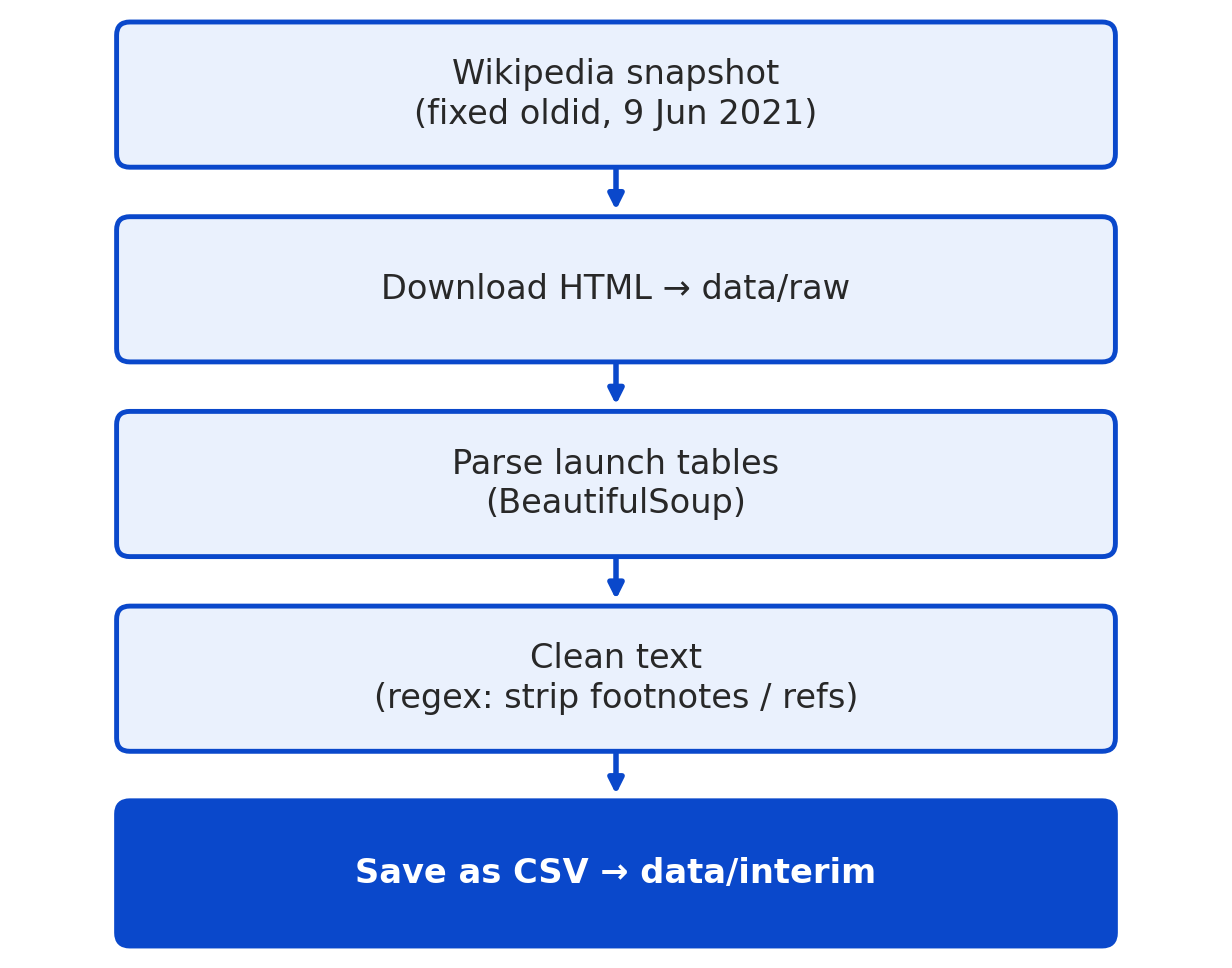 Wikipedia snapshot
(fixed oldid, 9 Jun 2021)
Download HTML → data/raw
Parse launch tables
(BeautifulSoup)
Clean text
(regex: strip footnotes / refs)
Save as CSV → data/interim